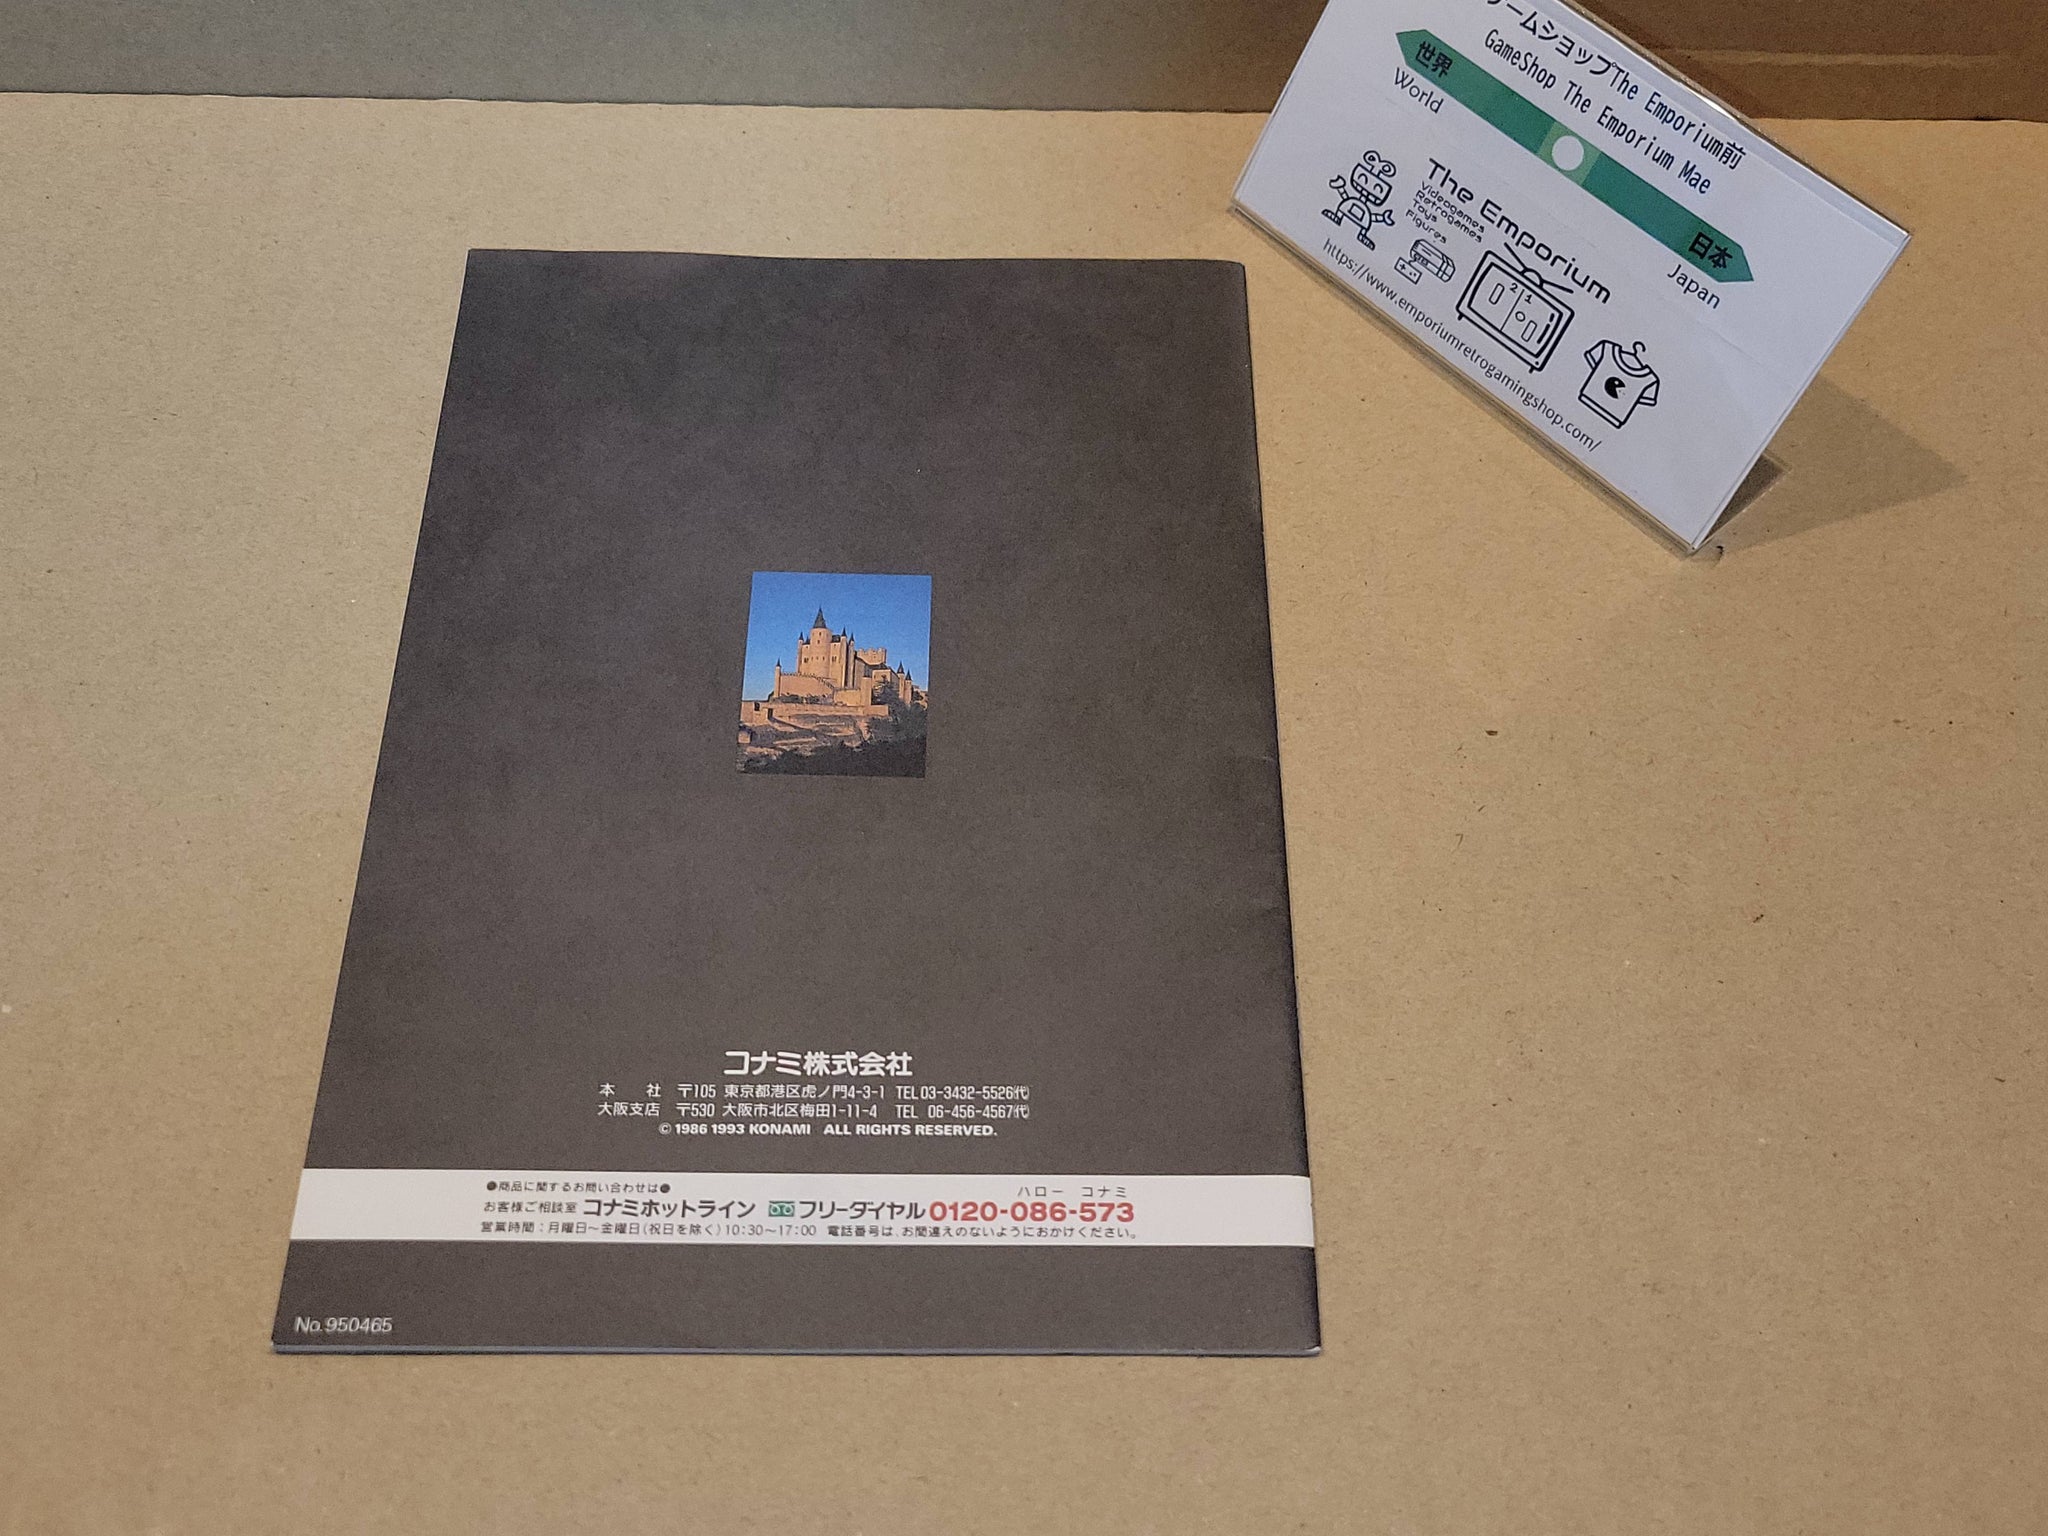 ームショップThe Emporium前
GameShop The Emporium Mae
世界
World
日本
Japan
The Emporium
Videogames
Retrogames
Toys
Figures
2 1
https://www.emporiumretrogamingshop.com/
コナミ株式会社
本 社 〒105 東京都港区虎ノ門4-3-1 TEL 03-3432-5526㈹
大阪支店 〒530 大阪市北区梅田1-11-4 TEL 06-456-4567㈹
© 1986 1993 KONAMI ALL RIGHTS RESERVED.
●商品に関するお問い合わせは●
ハロー コナミ
お客様ご相談室 コナミホットライン フリーダイヤル 0120-086-573
営業時間：月曜日〜金曜日(祝日を除く)10:30〜17:00 電話番号は、お間違えのないようにおかけください。
No.950465